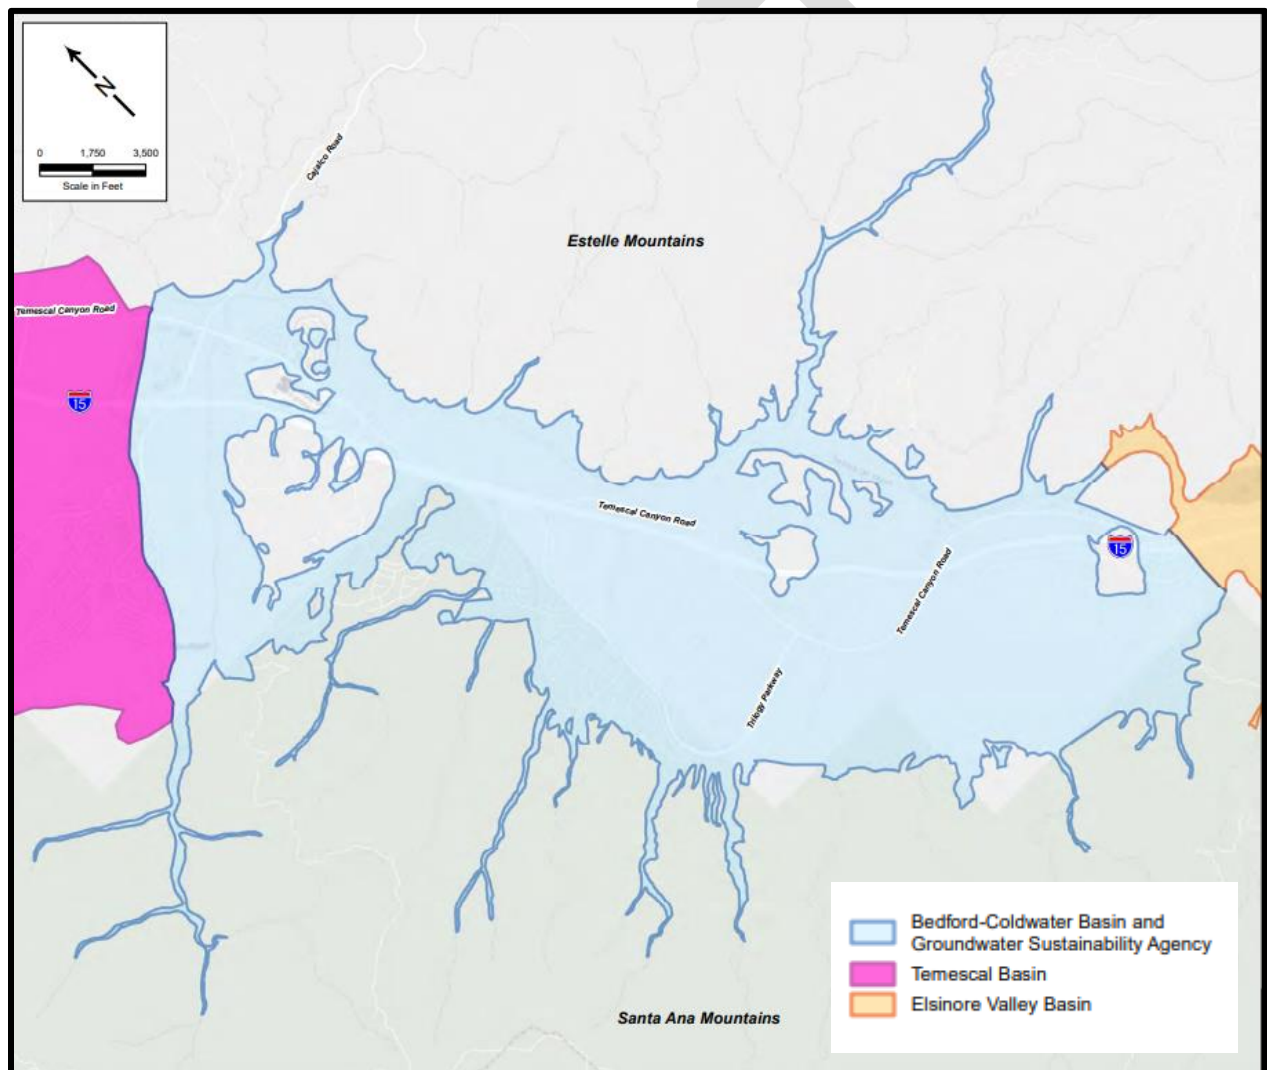 N
0 1,750 3,500
Scale in Feet
Cajalco Road
Estelle Mountains
Temescal Canyon Road
15
Temescal Canyon Road
15
Temescal Canyon Road
Trilogy Parkway
Bedford-Coldwater Basin and
Groundwater Sustainability Agency
Temescal Basin
Elsinore Valley Basin
Santa Ana Mountains